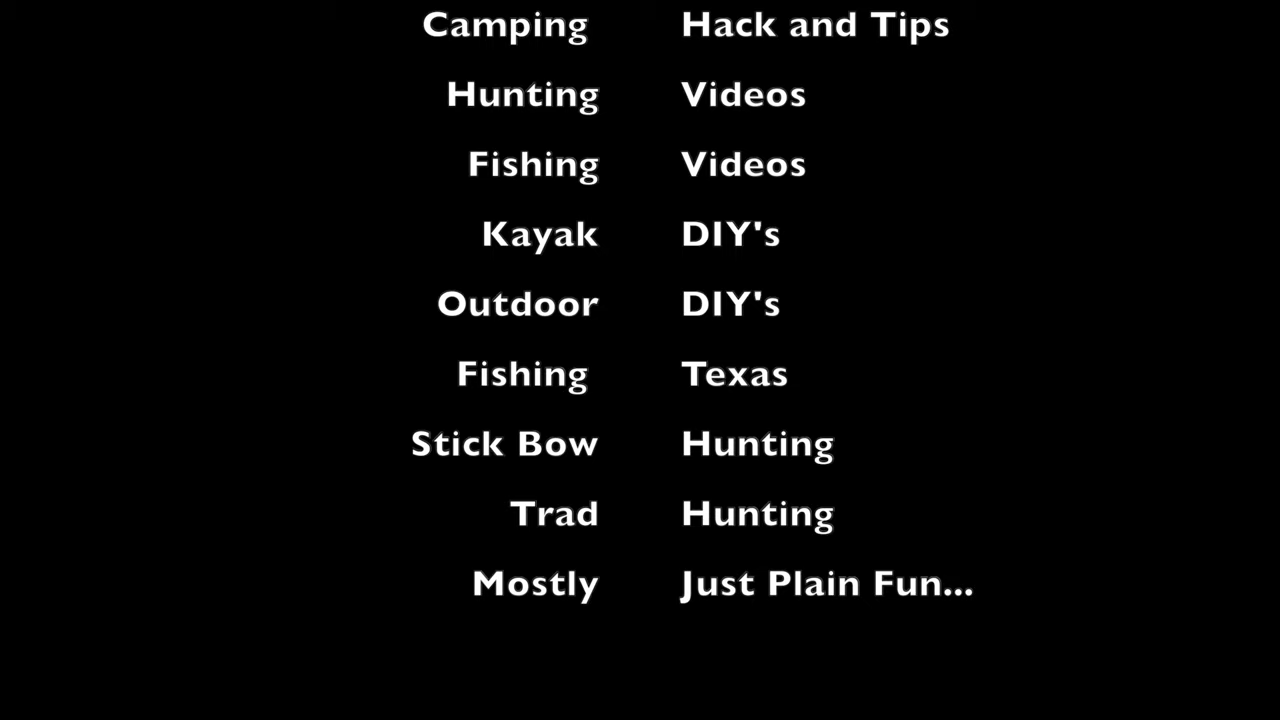 Camping Hack and Tips
Hunting Videos
Fishing Videos
Kayak DIY's
Outdoor DIY's
Fishing Texas
Stick Bow Hunting
Trad Hunting
Mostly Just Plain Fun...